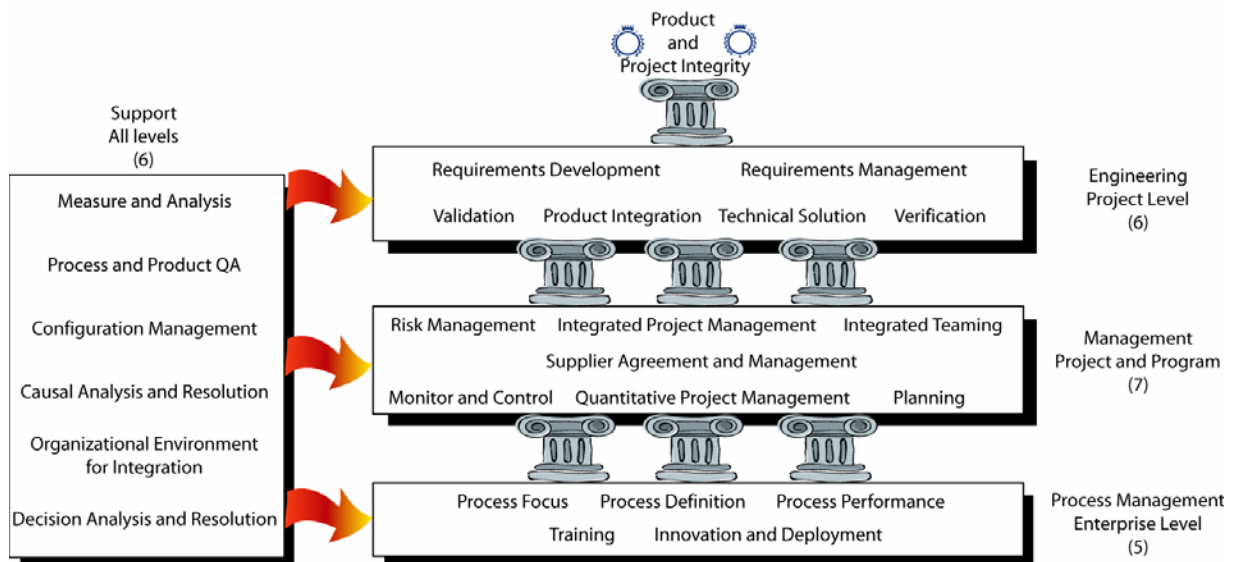 Product
and
Project Integrity
Support
All levels
(6)
Measure and Analysis
Process and Product QA
Configuration Management
Causal Analysis and Resolution
Organizational Environment
for Integration
Decision Analysis and Resolution
Requirements Development Requirements Management
Validation Product Integration Technical Solution Verification
Engineering
Project Level
(6)
Risk Management Integrated Project Management Integrated Teaming
Supplier Agreement and Management
Monitor and Control Quantitative Project Management Planning
Management
Project and Program
(7)
Process Focus Process Definition Process Performance
Training Innovation and Deployment
Process Management
Enterprise Level
(5)